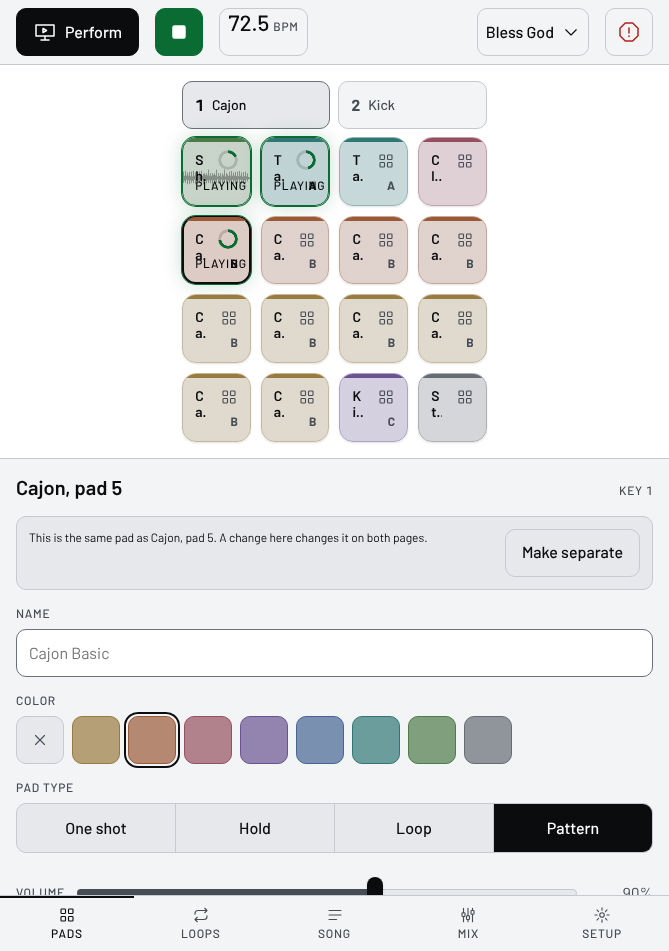 Perform
72.5 BPM
Bless God
1 Cajon
2 Kick
S
h.
PLAYING
T
a.
PLAYING
A
T
a.
A
C
l..
C
a.
PLAYING
B
C
a.
B
C
a.
B
C
a.
B
C
a.
B
C
a.
B
C
a.
B
C
a.
B
C
a.
B
C
a.
B
K
i..
C
S
t..
Cajon, pad 5
KEY 1
This is the same pad as Cajon, pad 5. A change here changes it on both pages.
Make separate
NAME
Cajon Basic
COLOR
PAD TYPE
One shot
Hold
Loop
Pattern
VOLUME
90%
PADS
LOOPS
SONG
MIX
SETUP